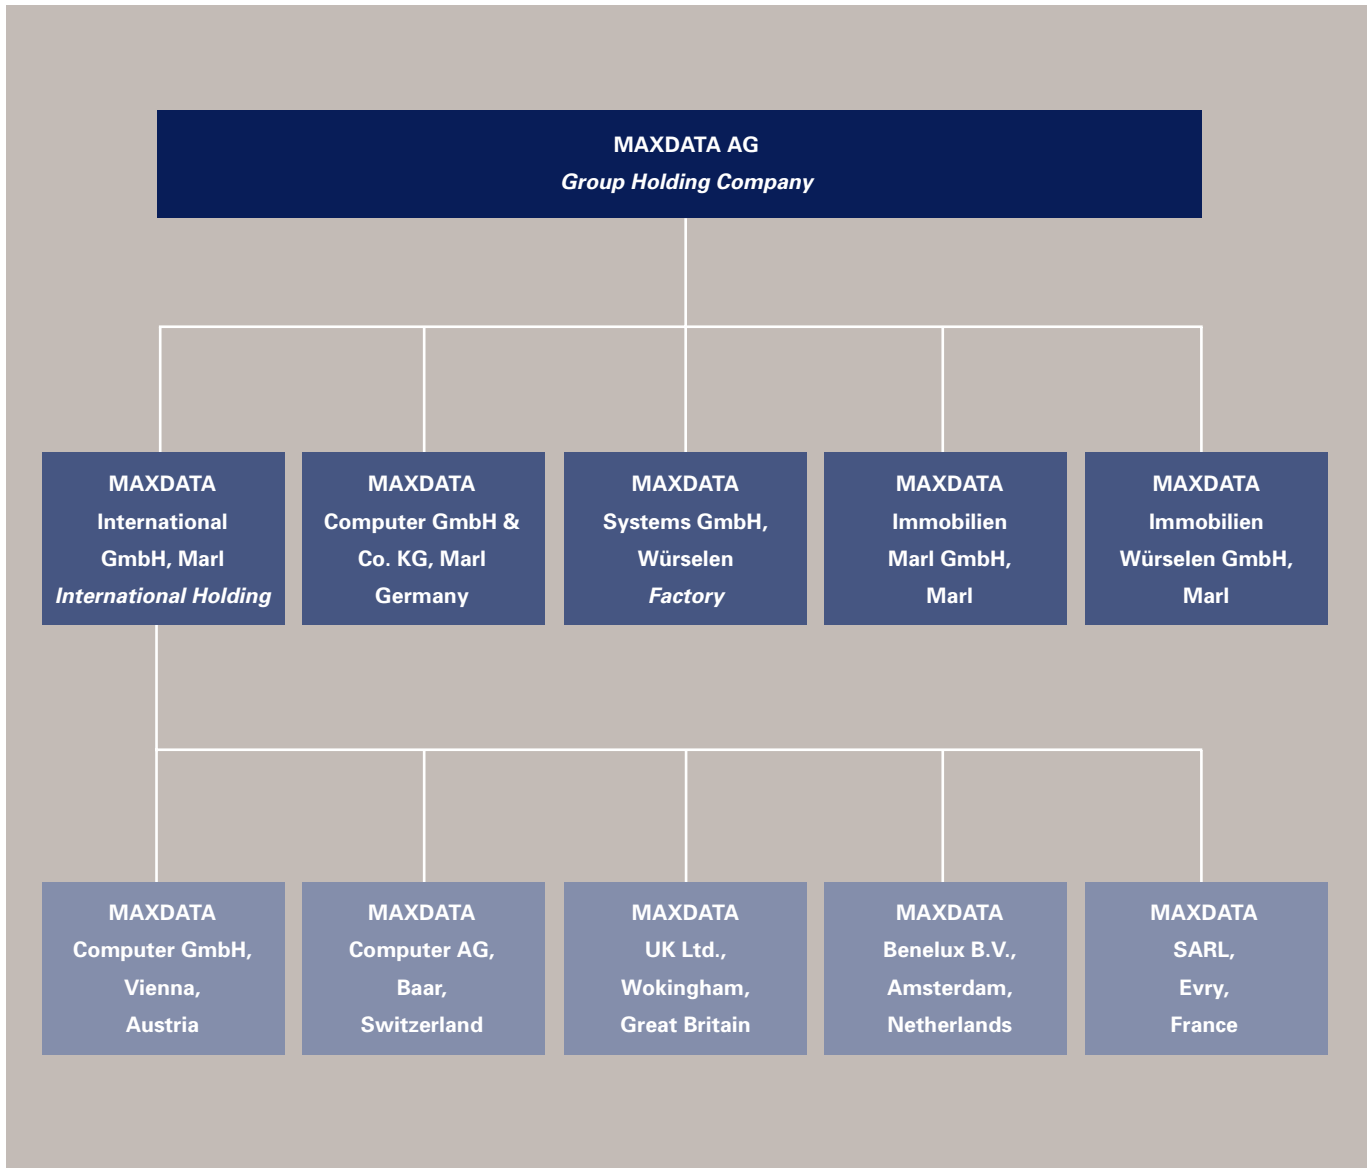 MAXDATA AG
Group Holding Company
MAXDATA
International
GmbH, Marl
International Holding
MAXDATA
Computer GmbH &
Co. KG, Marl
Germany
MAXDATA
Systems GmbH,
Würselen
Factory
MAXDATA
Immobilien
Marl GmbH,
Marl
MAXDATA
Immobilien
Würselen GmbH,
Marl
MAXDATA
Computer GmbH,
Vienna,
Austria
MAXDATA
Computer AG,
Baar,
Switzerland
MAXDATA
UK Ltd.,
Wokingham,
Great Britain
MAXDATA
Benelux B.V.,
Amsterdam,
Netherlands
MAXDATA
SARL,
Evry,
France